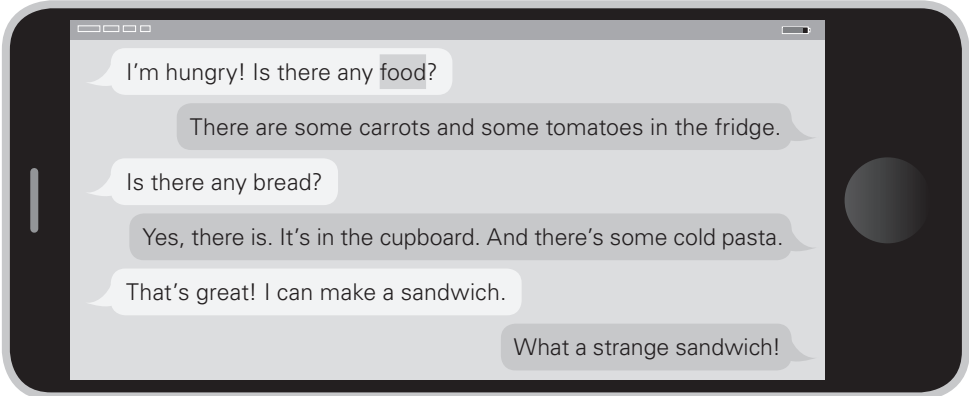 I’m hungry! Is there any food?
There are some carrots and some tomatoes in the fridge.
Is there any bread?
Yes, there is. It’s in the cupboard. And there’s some cold pasta.
That’s great! I can make a sandwich.
What a strange sandwich!